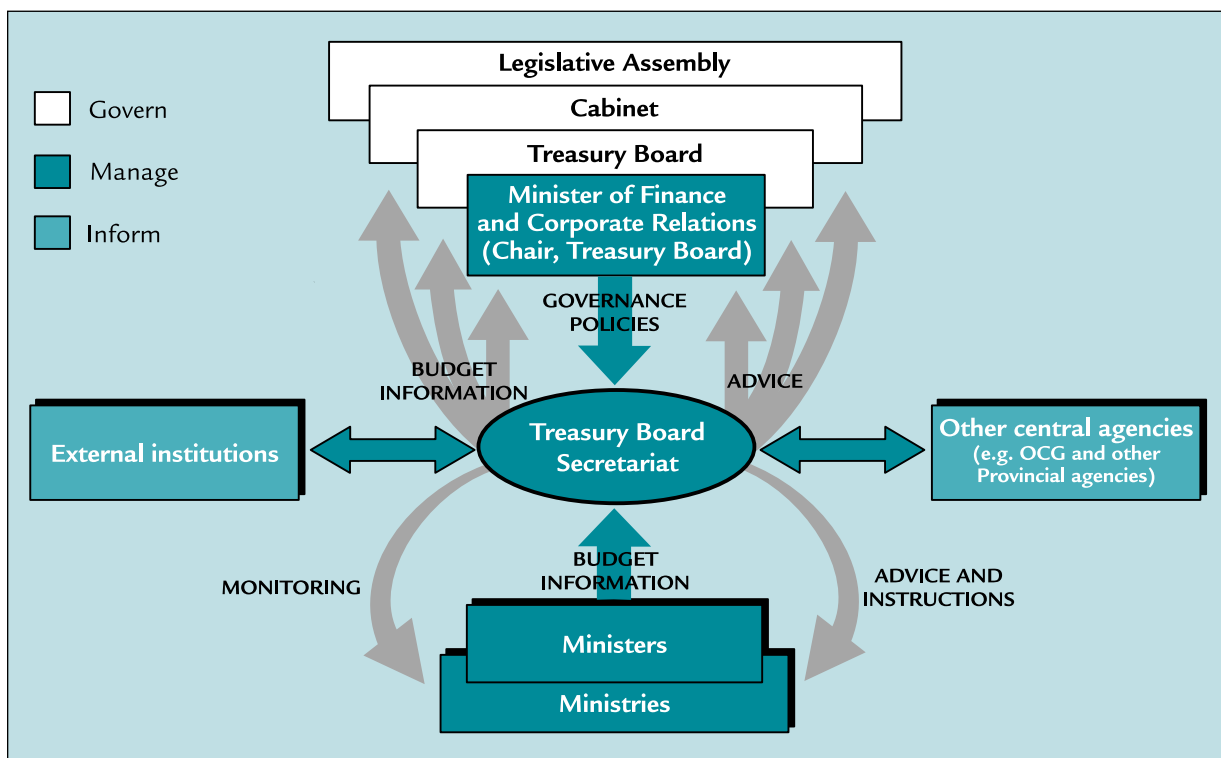 Legislative Assembly
Cabinet
Treasury Board
Minister of Finance
and Corporate Relations
(Chair, Treasury Board)
Govern
Manage
Inform
GOVERNANCE
POLICIES
BUDGET
INFORMATION
ADVICE
External institutions
Treasury Board
Secretariat
Other central agencies
(e.g. OCG and other
Provincial agencies)
MONITORING
BUDGET
INFORMATION
ADVICE AND
INSTRUCTIONS
Ministers
Ministries